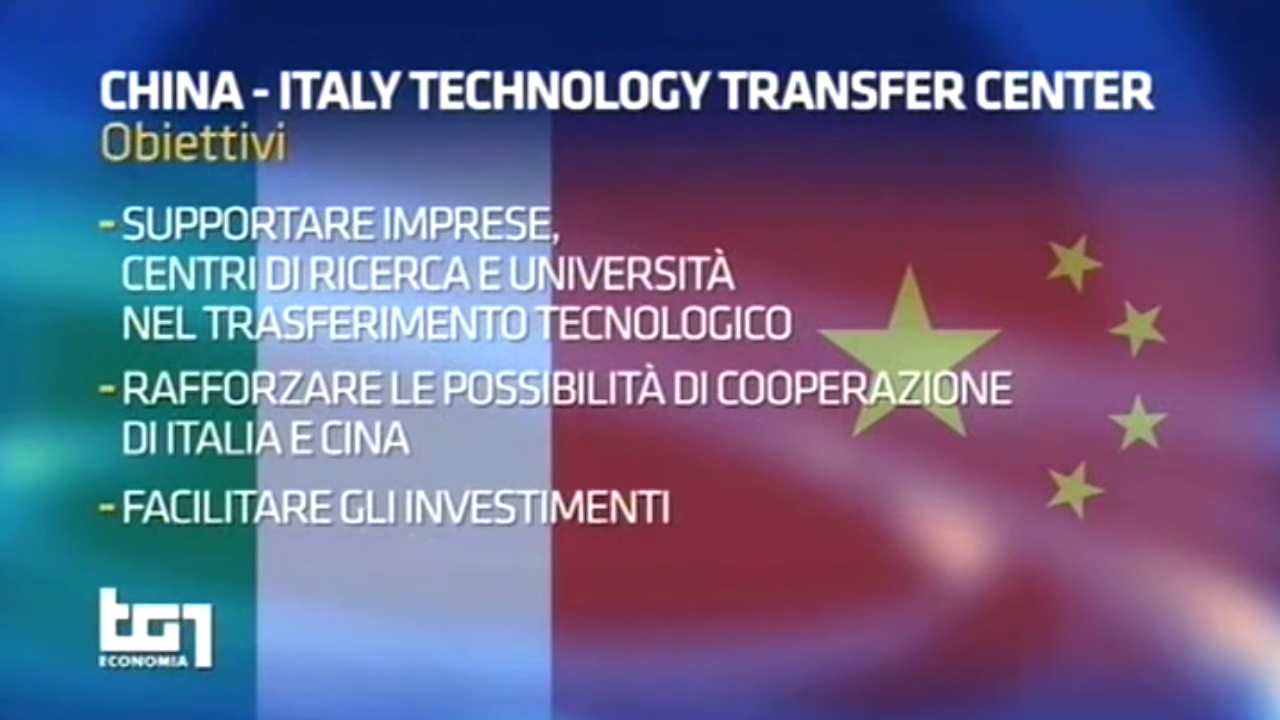 CHINA - ITALY TECHNOLOGY TRANSFER CENTER
Obiettivi
- SUPPORTARE IMPRESE,
CENTRI DI RICERCA E UNIVERSITÀ
NEL TRASFERIMENTO TECNOLOGICO
- RAFFORZARE LE POSSIBILITÀ DI COOPERAZIONE
DI ITALIA E CINA
- FACILITARE GLI INVESTIMENTI
tg1
ECONOMIA